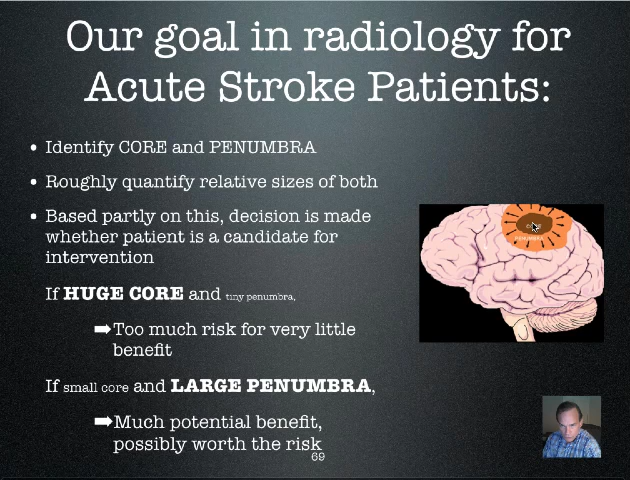 Our goal in radiology for
Acute Stroke Patients:
• Identify CORE and PENUMBRA
• Roughly quantify relative sizes of both
• Based partly on this, decision is made
whether patient is a candidate for
intervention
If HUGE CORE and tiny penumbra,
➡Too much risk for very little
benefit
If small core and LARGE PENUMBRA,
➡Much potential benefit,
possibly worth the risk
69
PENUMBRA